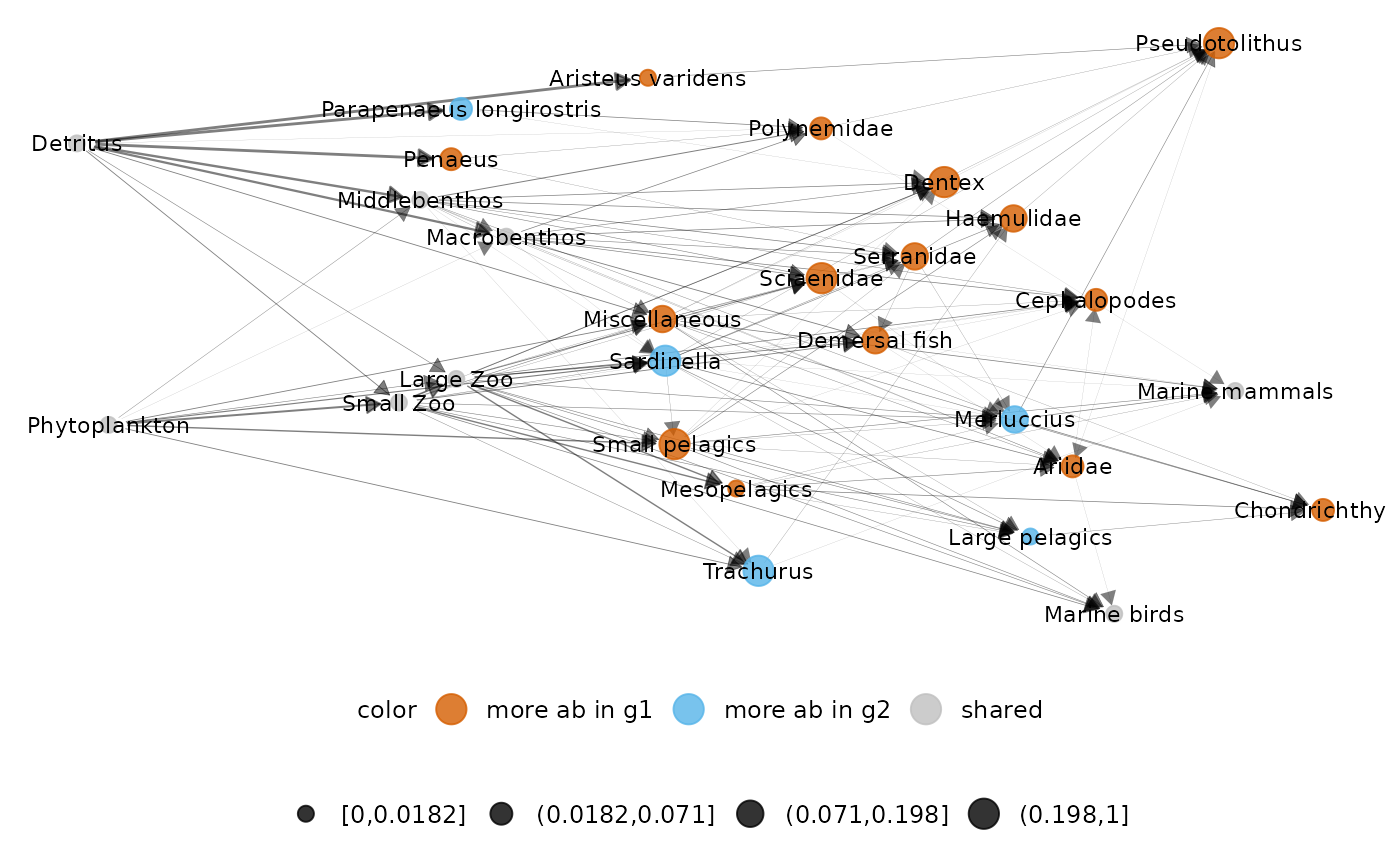 Pseudotolithus
Aristeus varidens
Parapenaeus longirostris
Polynemidae
Detritus
Penaeus
Dentex
Middlebenthos
Haemulidae
Macrobenthos
Serranidae
Sciaenidae
Cephalopodes
Miscellaneous
Demersal fish
Sardinella
Large Zoo
Marine mammals
Small Zoo
Merluccius
Phytoplankton
Small pelagics
Ariidae
Mesopelagics
Chondrichthy
Large pelagics
Trachurus
Marine birds
color more ab in g1 more ab in g2 shared
[0,0.0182] (0.0182,0.071] (0.071,0.198] (0.198,1]